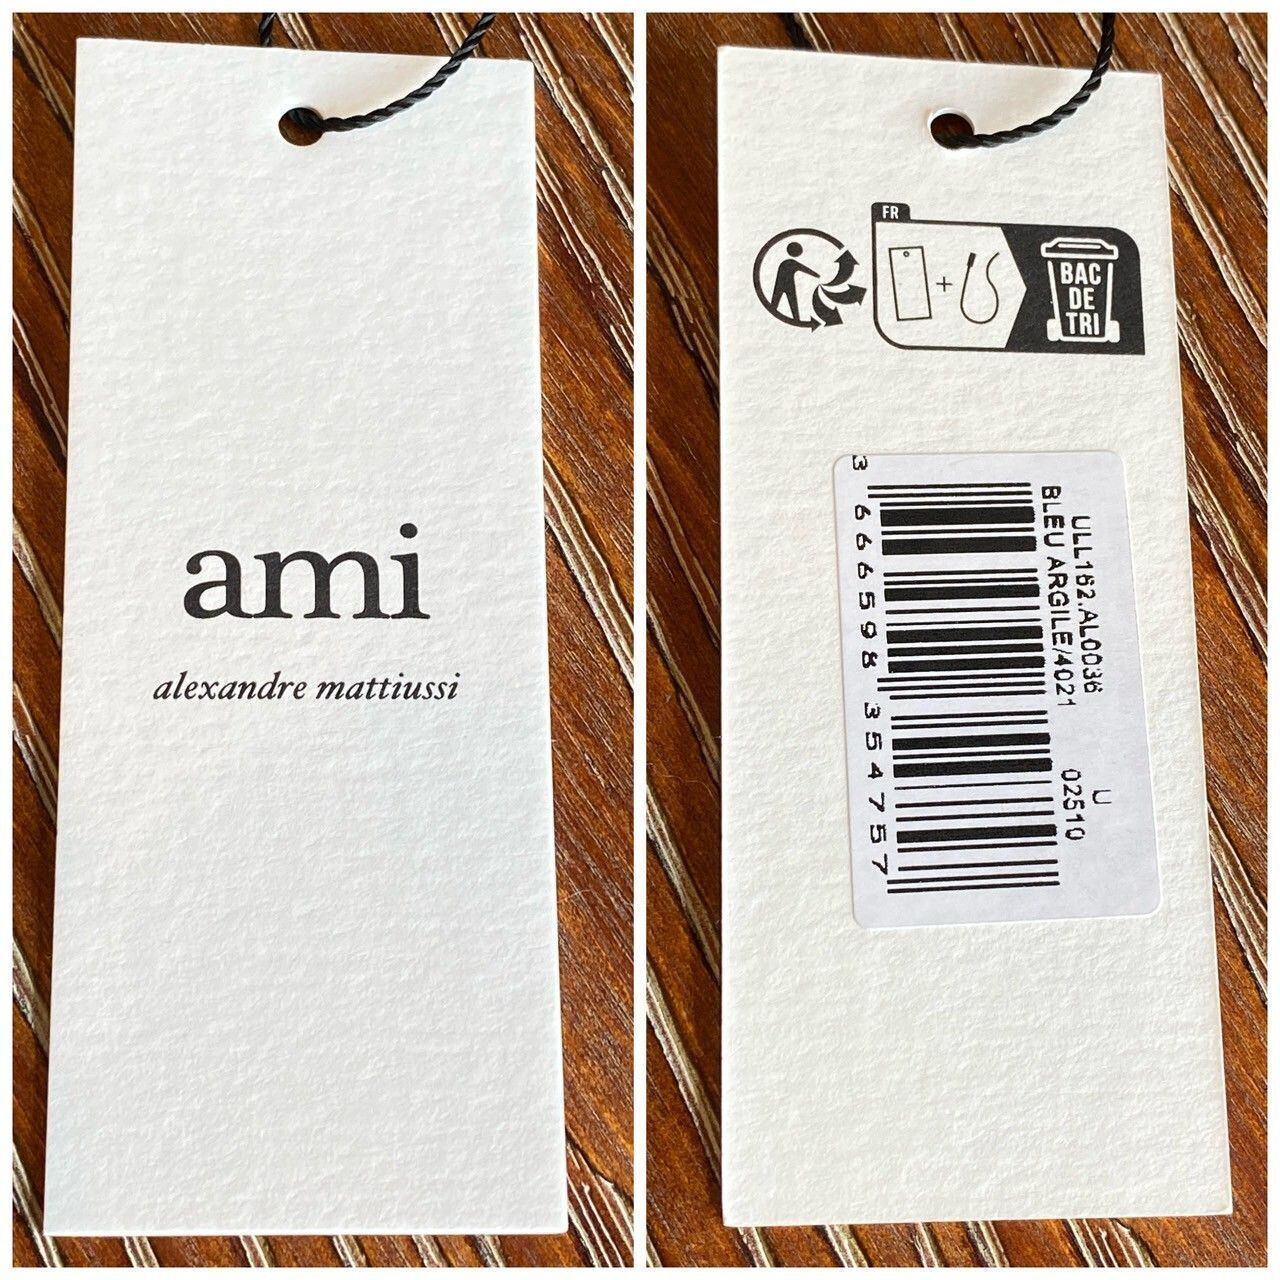 ami
alexandre mattiussi
FR
BAC
DE
TRI
ULL162.AL0036 U
BLEU ARGILE/4021 02510
3 666598 354757